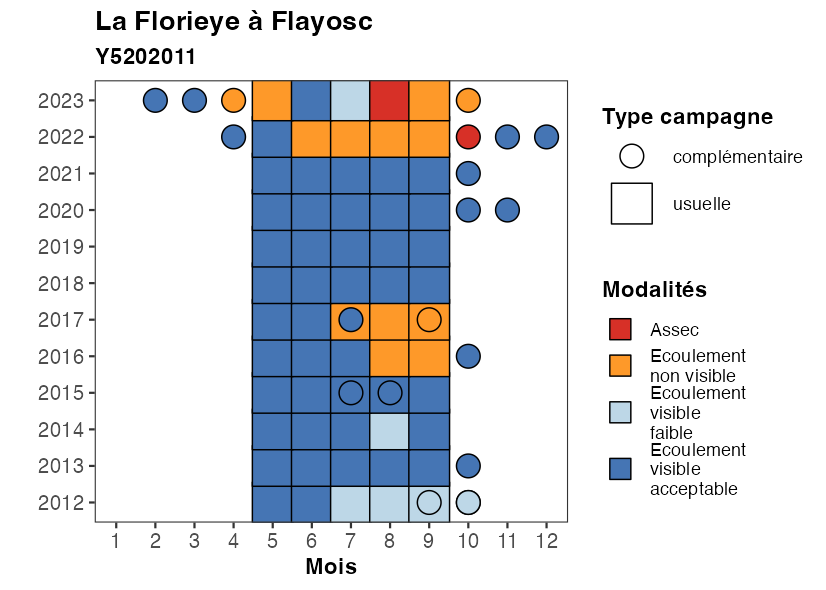 La Florieye à Flayosc
Y5202011
2023
2022
2021
2020
2019
2018
2017
2016
2015
2014
2013
2012
1 2 3 4 5 6 7 8 9 10 11 12
Mois
Type campagne
complémentaire
usuelle
Modalités
Assec
Ecoulement
non visible
Ecoulement
visible
faible
Ecoulement
visible
acceptable